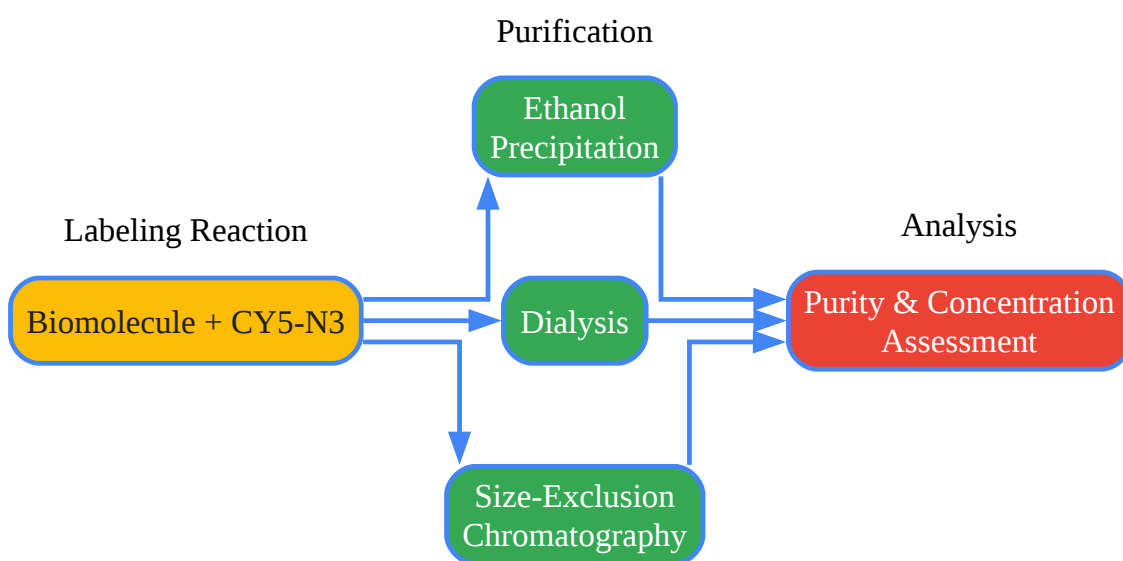 Purification
Ethanol
Precipitation
Labeling Reaction
Analysis
Biomolecule + CY5-N3
Dialysis
Purity & Concentration
Assessment
Size-Exclusion
Chromatography